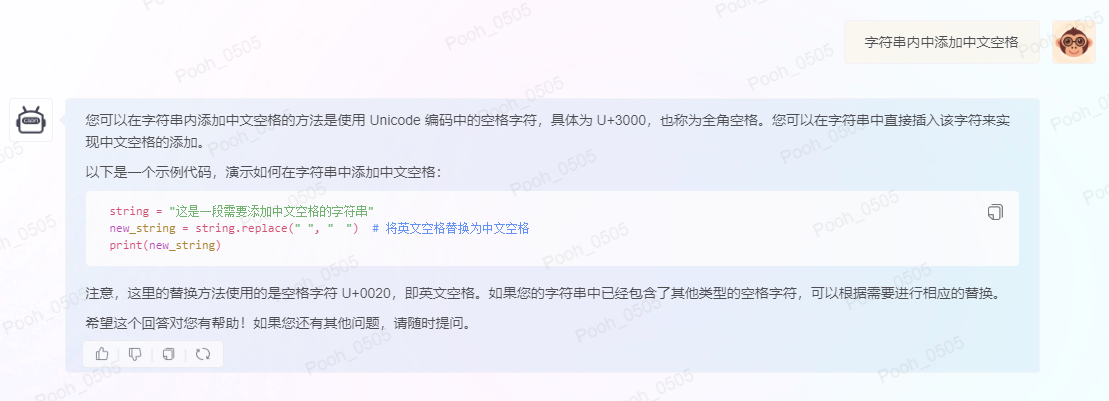 字符串内中添加中文空格
您可以在字符串内添加中文空格的方法是使用 Unicode 编码中的空格字符，具体为 U+3000，也称为全角空格。您可以在字符串中直接插入该字符来实
现中文空格的添加。
以下是一个示例代码，演示如何在字符串中添加中文空格：
string = "这是一段需要添加中文空格的字符串"
new_string = string.replace(" ", "　")  # 将英文空格替换为中文空格
print(new_string)
注意，这里的替换方法使用的是空格字符 U+0020，即英文空格。如果您的字符串中已经包含了其他类型的空格字符，可以根据需要进行相应的替换。
希望这个回答对您有帮助！如果您还有其他问题，请随时提问。
Pooh_0505